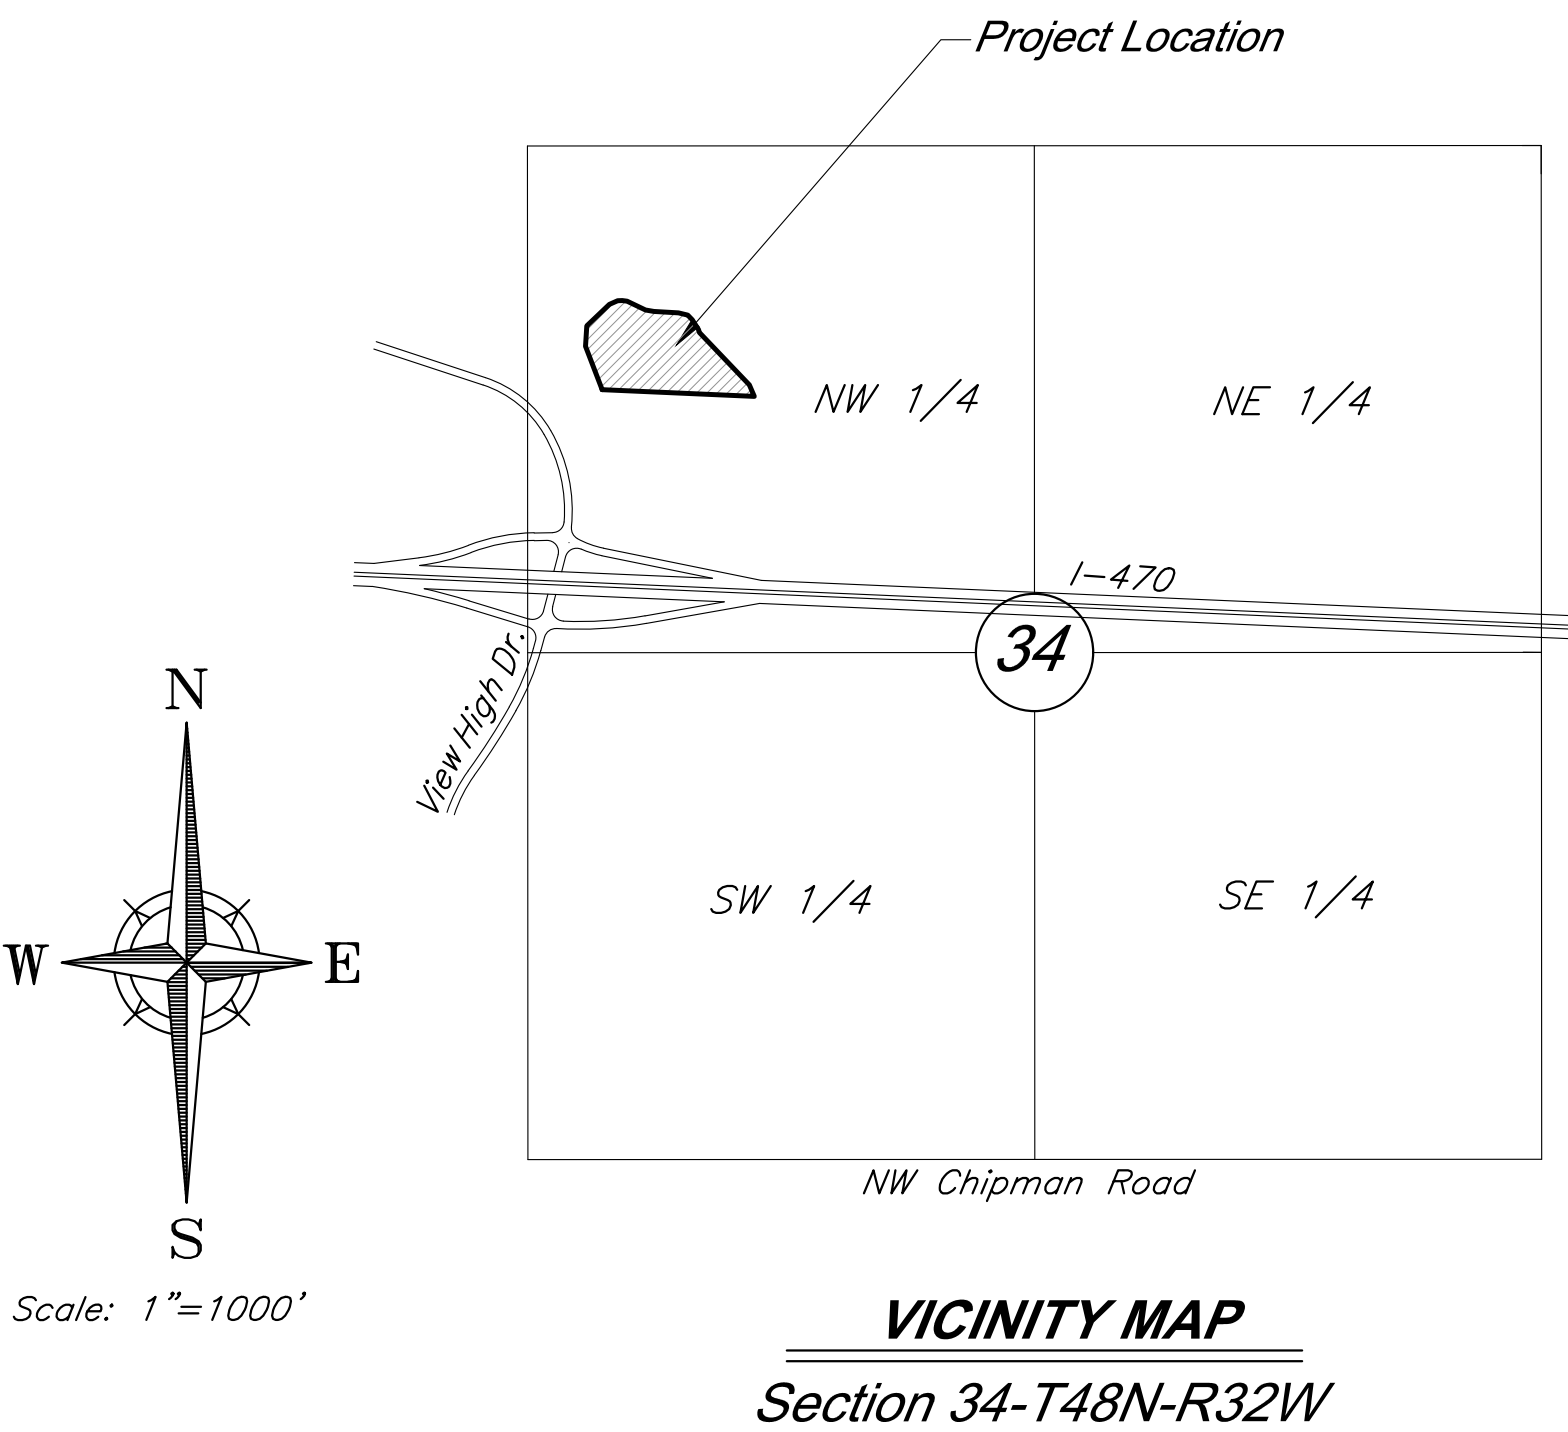 Project Location
NW 1/4
NE 1/4
I-470
34
View High Dr.
N
W
E
S
SW 1/4
SE 1/4
NW Chipman Road
Scale: 1"=1000'
VICINITY MAP
Section 34-T48N-R32W